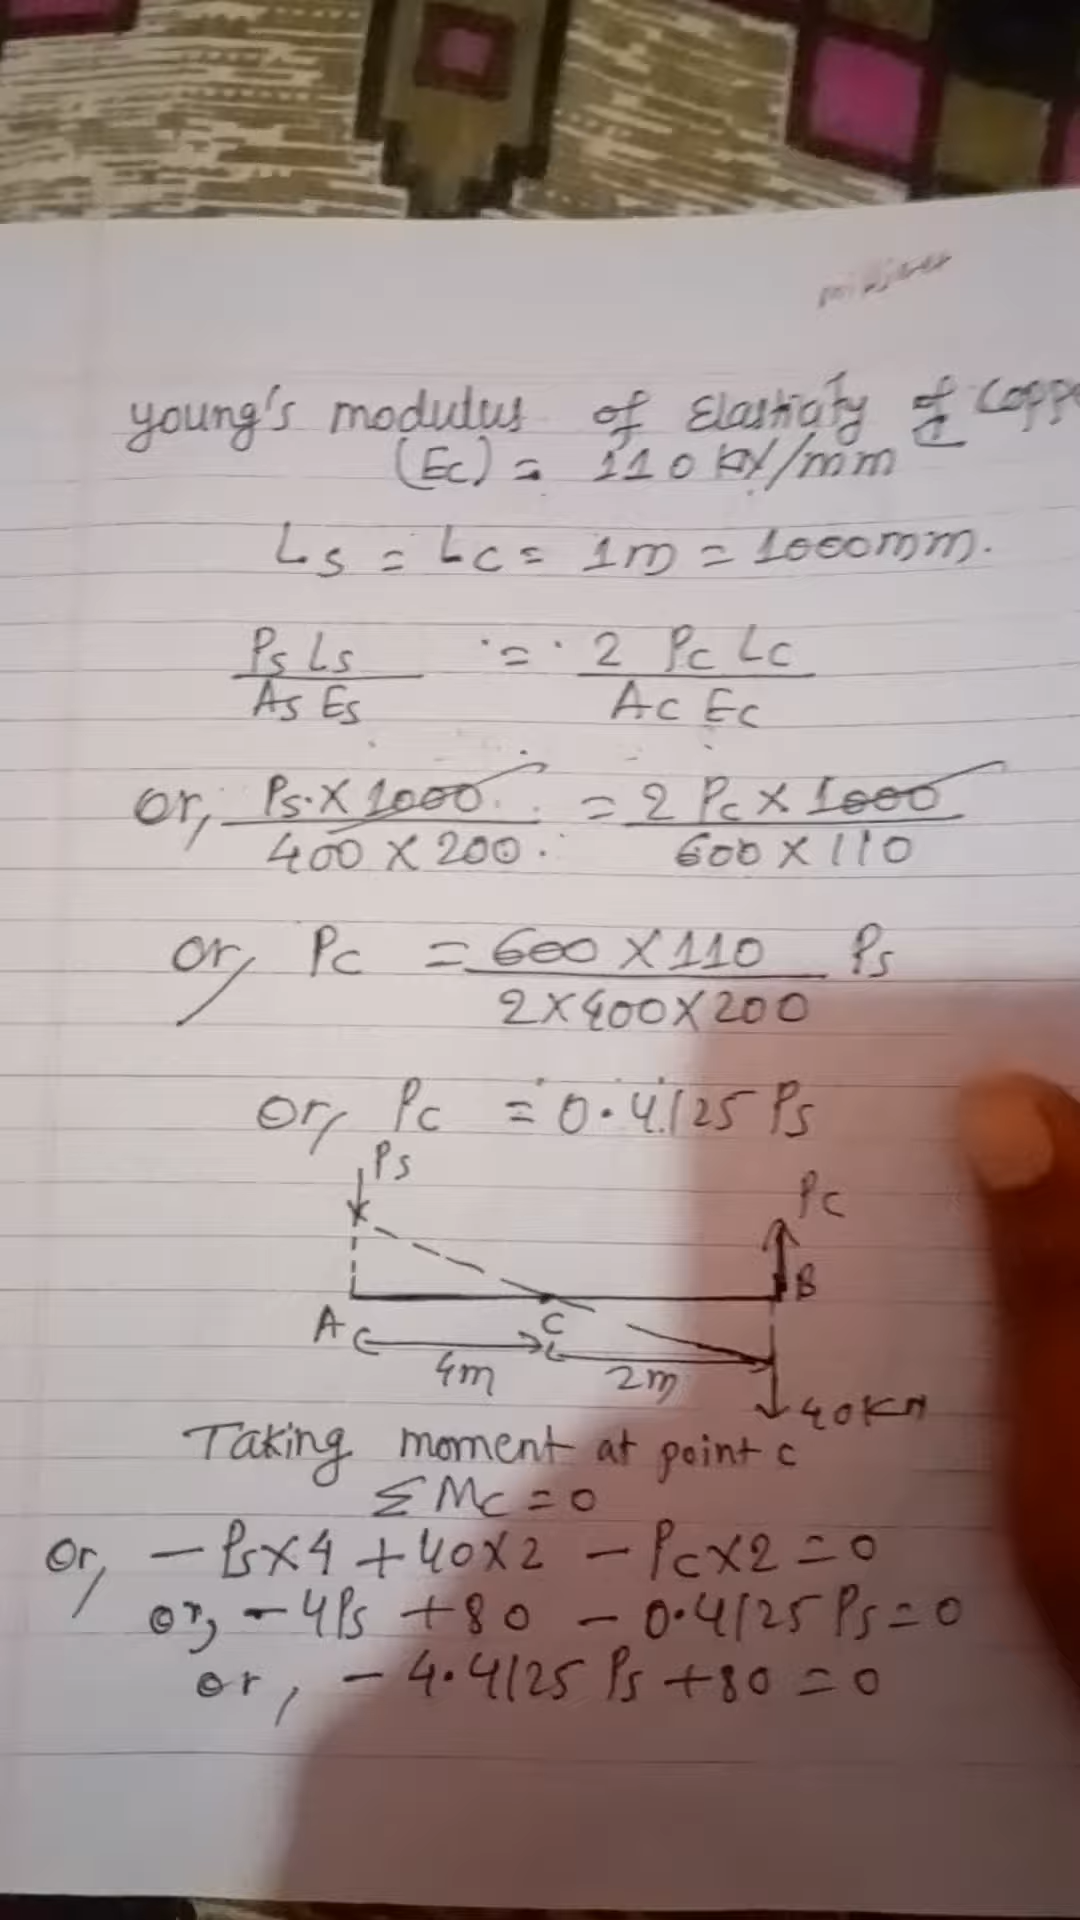 young's modulus of Elasticity of
(Ec) = 110 kN/mm
Ls = Lc = 1m = 1000mm.
Ps Ls / As Es = 2 Pc Lc / Ac Ec
or, Ps. X 1000 / 400 X 200 = 2 Pc X 1000 / 600 X 110
or, Pc = 600 X 110 / 2 X 400 X 200 Ps
or, Pc = 0.4125 Ps
Ps
Pc
B
A
C
4m
2m
40KN
Taking moment at point c
ΣMc = 0
or, - Ps X 4 + 40 X 2 - Pc X 2 = 0
or, - 4Ps + 80 - 0.4125 Ps = 0
or, - 4.4125 Ps + 80 = 0